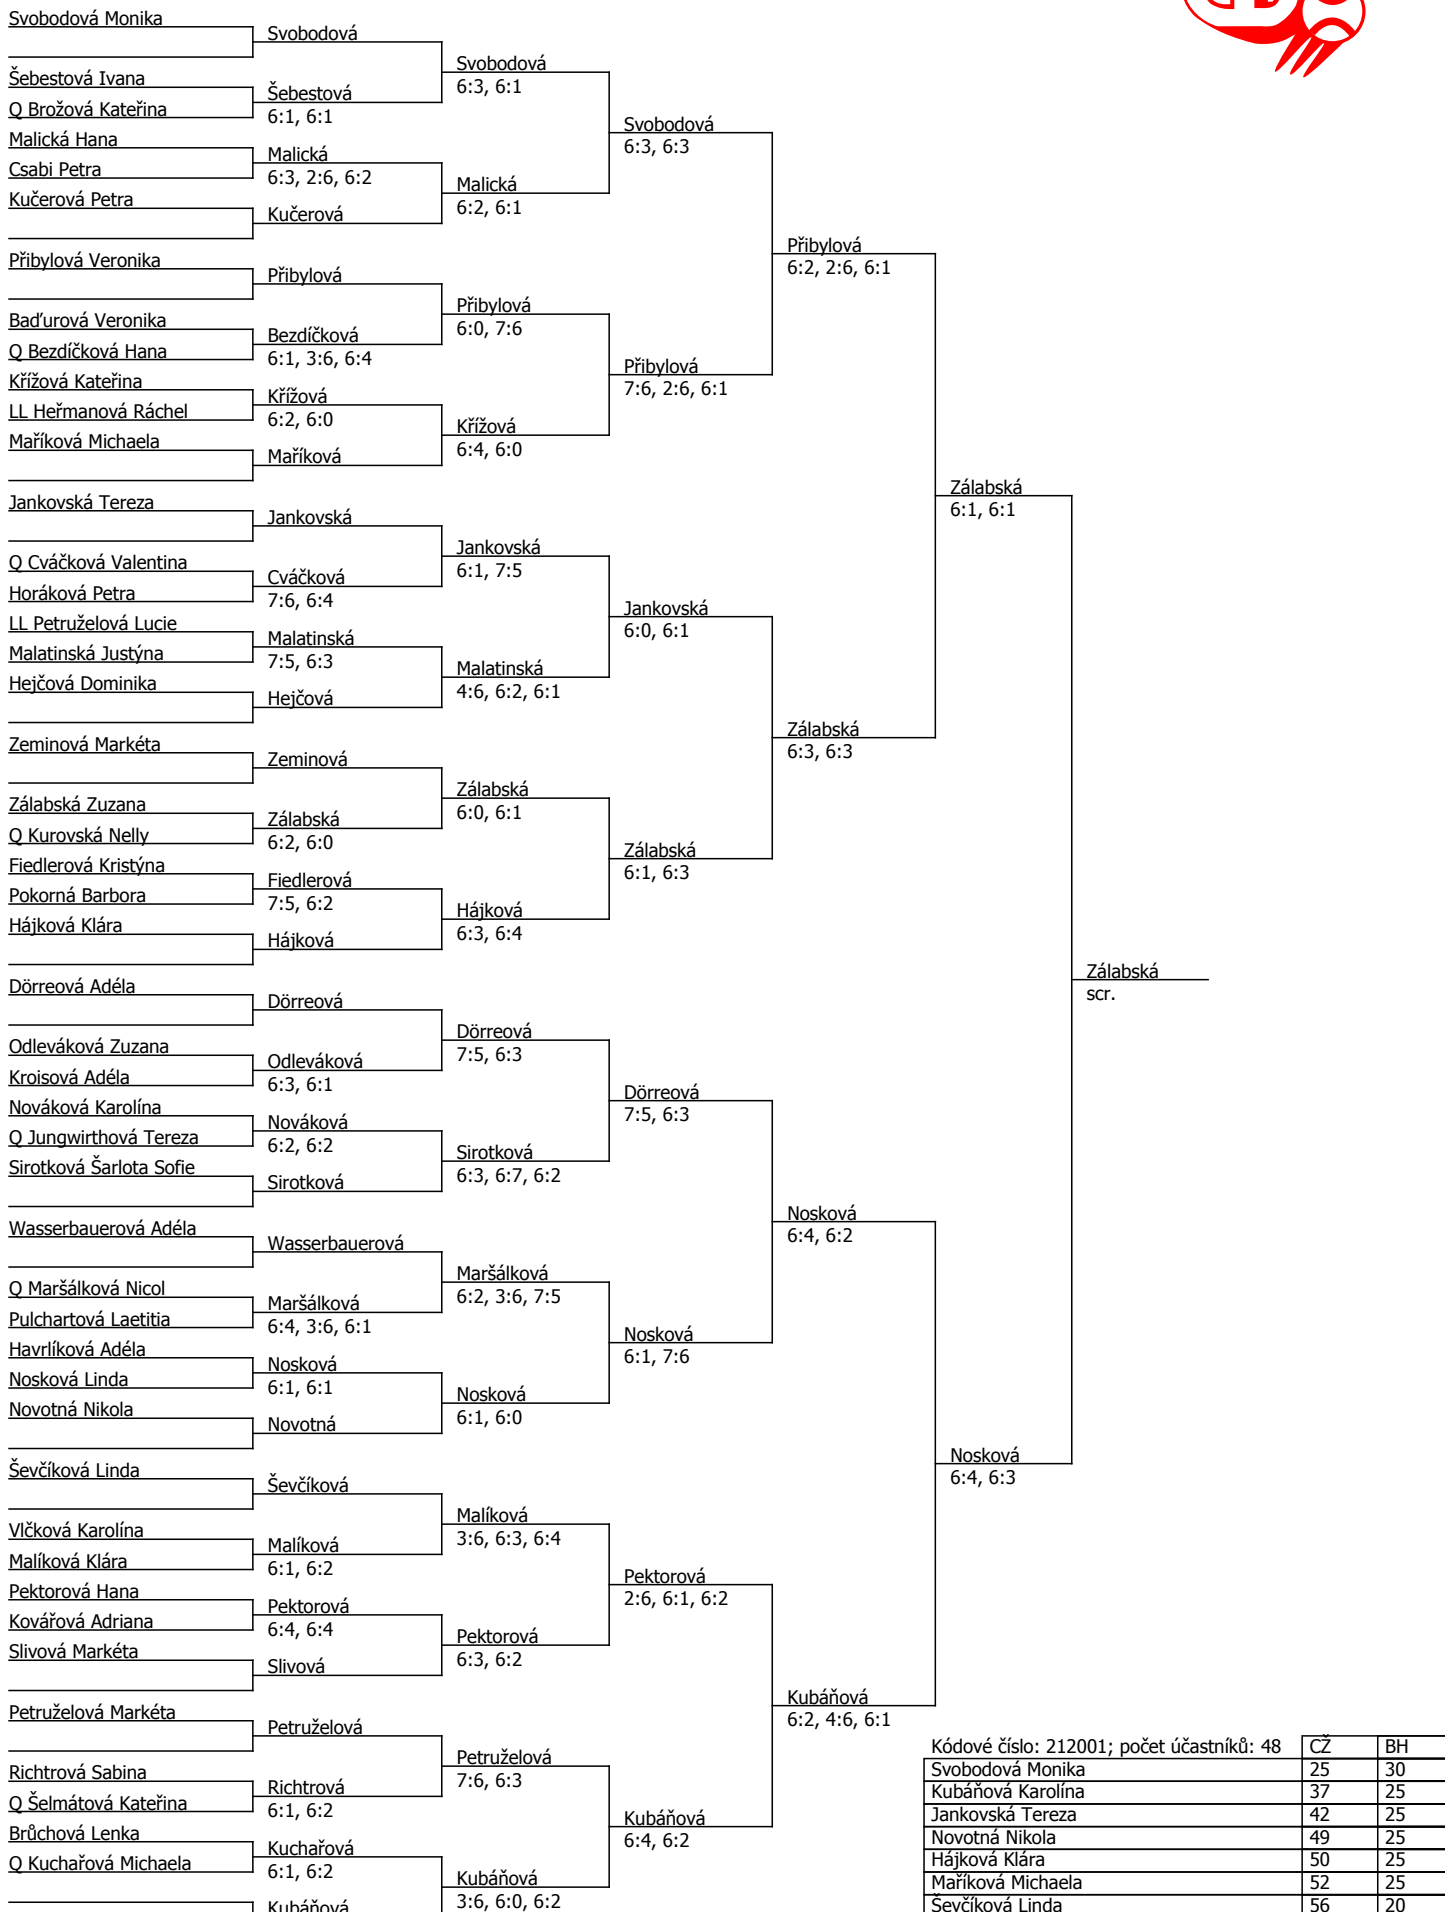 Svobodová Monika
Šebestová Ivana
Q Brožová Kateřina
Malická Hana
Csabi Petra
Kučerová Petra
Přibylová Veronika
Baďurová Veronika
Q Bezdíčková Hana
Křížová Kateřina
LL Heřmanová Ráchel
Maříková Michaela
Jankovská Tereza
Q Cváčková Valentina
Horáková Petra
LL Petruželová Lucie
Malatinská Justýna
Hejčová Dominika
Zeminová Markéta
Zálabská Zuzana
Q Kurovská Nelly
Fiedlerová Kristýna
Pokorná Barbora
Hájková Klára
Dörreová Adéla
Odleváková Zuzana
Kroisová Adéla
Nováková Karolína
Q Jungwirthová Tereza
Sirotková Šarlota Sofie
Wasserbauerová Adéla
Q Maršálková Nicol
Pulchartová Laetitia
Havrlíková Adéla
Nosková Linda
Novotná Nikola
Ševčíková Linda
Vlčková Karolína
Malíková Klára
Pektorová Hana
Kovářová Adriana
Slivová Markéta
Petruželová Markéta
Richtrová Sabina
Q Šelmátová Kateřina
Brůchová Lenka
Q Kuchařová Michaela
Svobodová
Šebestová
6:1, 6:1
Malická
6:3, 2:6, 6:2
Kučerová
Přibylová
Bezdíčková
6:1, 3:6, 6:4
Křížová
6:2, 6:0
Maříková
Jankovská
Cváčková
7:6, 6:4
Malatinská
7:5, 6:3
Hejčová
Zeminová
Zálabská
6:2, 6:0
Fiedlerová
7:5, 6:2
Hájková
Dörreová
Odleváková
6:3, 6:1
Nováková
6:2, 6:2
Sirotková
Wasserbauerová
Maršálková
6:4, 3:6, 6:1
Nosková
6:1, 6:1
Novotná
Ševčíková
Malíková
6:1, 6:2
Pektorová
6:4, 6:4
Slivová
Petruželová
Richtrová
6:1, 6:2
Kuchařová
6:1, 6:2
Kubáňová
Svobodová
6:3, 6:1
Malická
6:2, 6:1
Přibylová
6:0, 7:6
Křížová
6:4, 6:0
Jankovská
6:1, 7:5
Malatinská
4:6, 6:2, 6:1
Zálabská
6:0, 6:1
Hájková
6:3, 6:4
Dörreová
7:5, 6:3
Sirotková
6:3, 6:7, 6:2
Maršálková
6:2, 3:6, 7:5
Nosková
6:1, 6:0
Malíková
3:6, 6:3, 6:4
Pektorová
6:3, 6:2
Petruželová
7:6, 6:3
Kubáňová
3:6, 6:0, 6:2
Svobodová
6:3, 6:3
Přibylová
7:6, 2:6, 6:1
Jankovská
6:0, 6:1
Zálabská
6:1, 6:3
Dörreová
7:5, 6:3
Nosková
6:1, 7:6
Pektorová
2:6, 6:1, 6:2
Kubáňová
6:4, 6:2
Přibylová
6:2, 2:6, 6:1
Zálabská
6:3, 6:3
Nosková
6:4, 6:2
Kubáňová
6:2, 4:6, 6:1
Zálabská
6:1, 6:1
Nosková
6:4, 6:3
Zálabská
scr.
Kódové číslo: 212001; počet účastníků: 48 CŽ BH
Svobodová Monika 25 30
Kubáňová Karolína 37 25
Jankovská Tereza 42 25
Novotná Nikola 49 25
Hájková Klára 50 25
Maříková Michaela 52 25
Ševčíková Linda 56 20